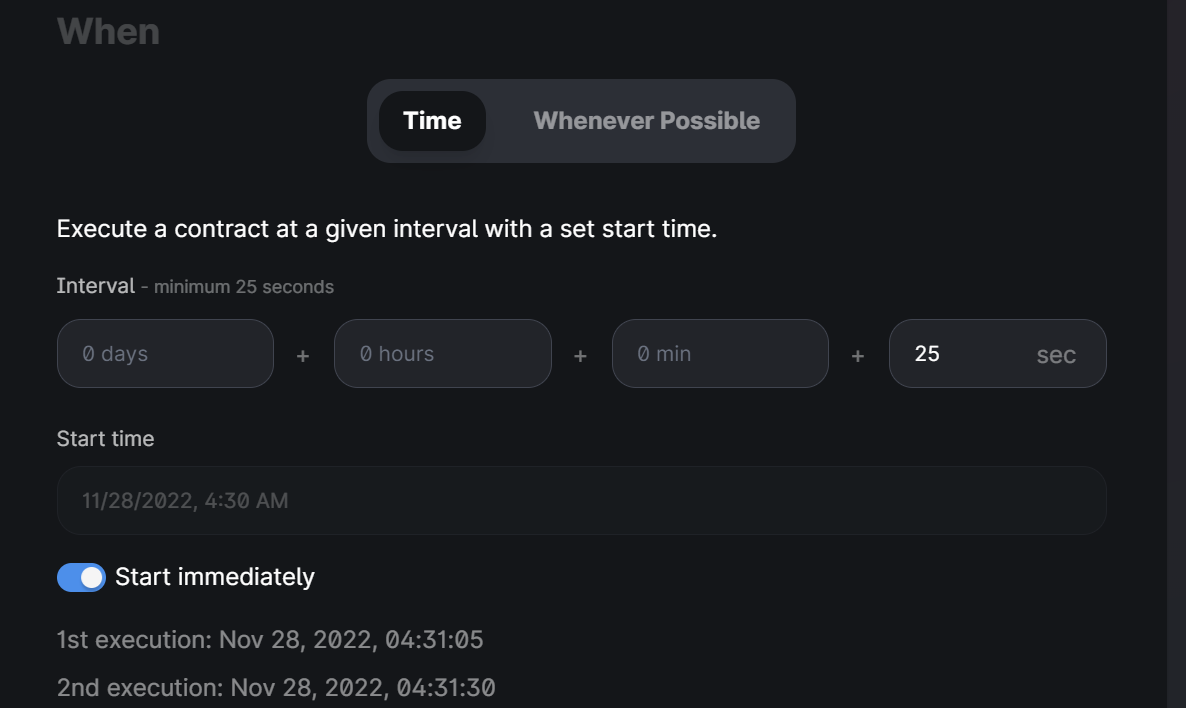 When
Time Whenever Possible
Execute a contract at a given interval with a set start time.
Interval - minimum 25 seconds
0 days + 0 hours + 0 min + 25 sec
Start time
11/28/2022, 4:30 AM
Start immediately
1st execution: Nov 28, 2022, 04:31:05
2nd execution: Nov 28, 2022, 04:31:30